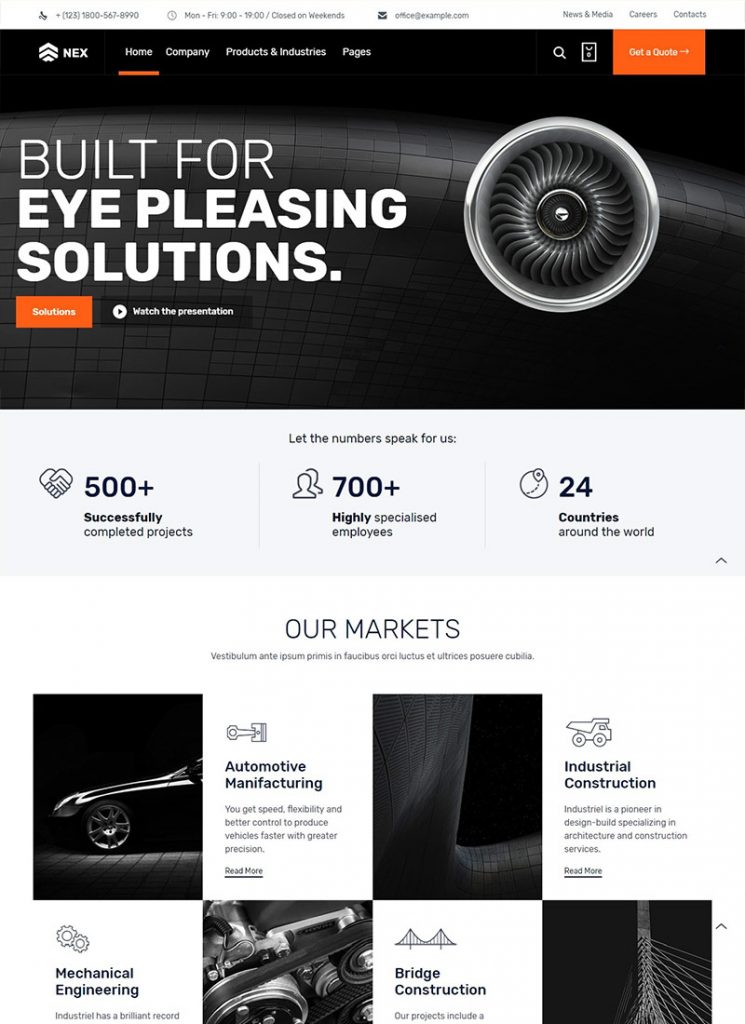 + (123) 1800-567-8990
Mon - Fri: 9:00 - 19:00 / Closed on Weekends
office@example.com
News & Media
Careers
Contacts
NEX
Home
Company
Products & Industries
Pages
0
Get a Quote →
BUILT FOR
EYE PLEASING
SOLUTIONS.
Solutions
Watch the presentation
Let the numbers speak for us:
500+
Successfully
completed projects
700+
Highly specialised
employees
24
Countries
around the world
OUR MARKETS
Vestibulum ante ipsum primis in faucibus orci luctus et ultrices posuere cubilia.
Automotive
Manifacturing
You get speed, flexibility and
better control to produce
vehicles faster with greater
precision.
Read More
Industrial
Construction
Industriel is a pioneer in
design-build specializing in
architecture and construction
services.
Read More
Mechanical
Engineering
Industriel has a brilliant record
Bridge
Construction
Our projects include a